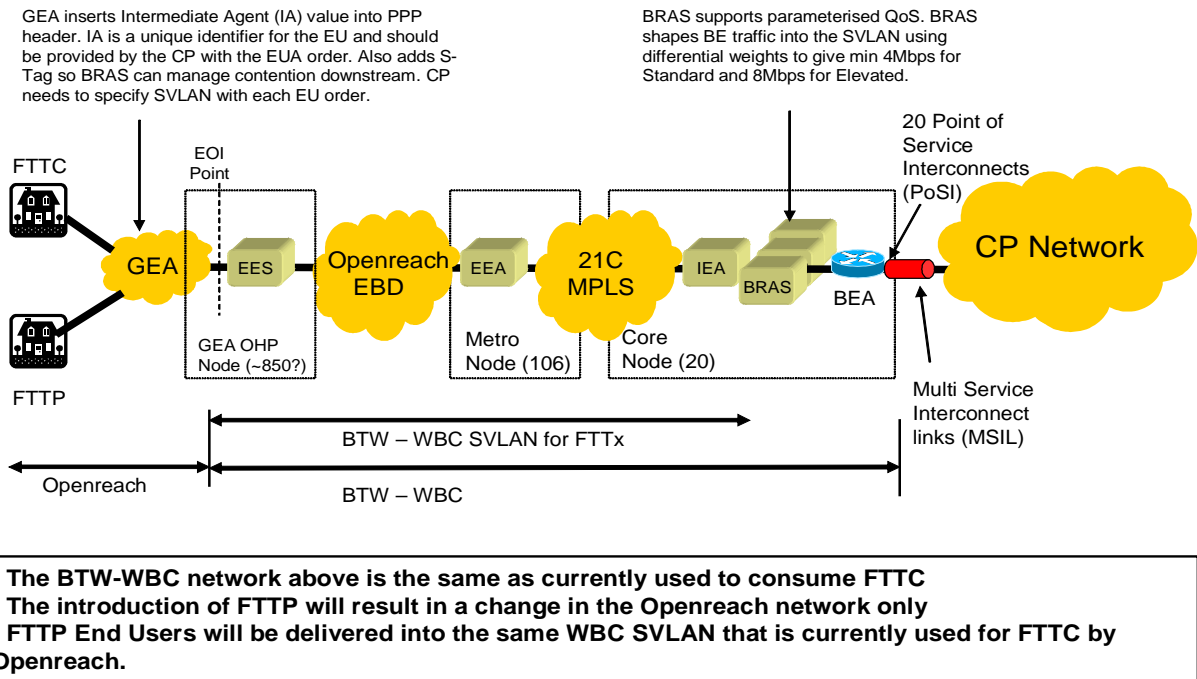 GEA inserts Intermediate Agent (IA) value into PPP
header. IA is a unique identifier for the EU and should
be provided by the CP with the EUA order. Also adds S-
Tag so BRAS can manage contention downstream. CP
needs to specify SVLAN with each EU order.
BRAS supports parameterised QoS. BRAS
shapes BE traffic into the SVLAN using
differential weights to give min 4Mbps for
Standard and 8Mbps for Elevated.
20 Point of
Service
Interconnects
(PoSI)
FTTC
EOI
Point
GEA
EES
Openreach
EBD
EEA
21C
MPLS
IEA
BRAS
BEA
CP Network
GEA OHP
Node (~850?)
Metro
Node (106)
Core
Node (20)
FTTP
Multi Service
Interconnect
links (MSIL)
BTW – WBC SVLAN for FTTx
Openreach
BTW – WBC
The BTW-WBC network above is the same as currently used to consume FTTC
The introduction of FTTP will result in a change in the Openreach network only
FTTP End Users will be delivered into the same WBC SVLAN that is currently used for FTTC by
Openreach.